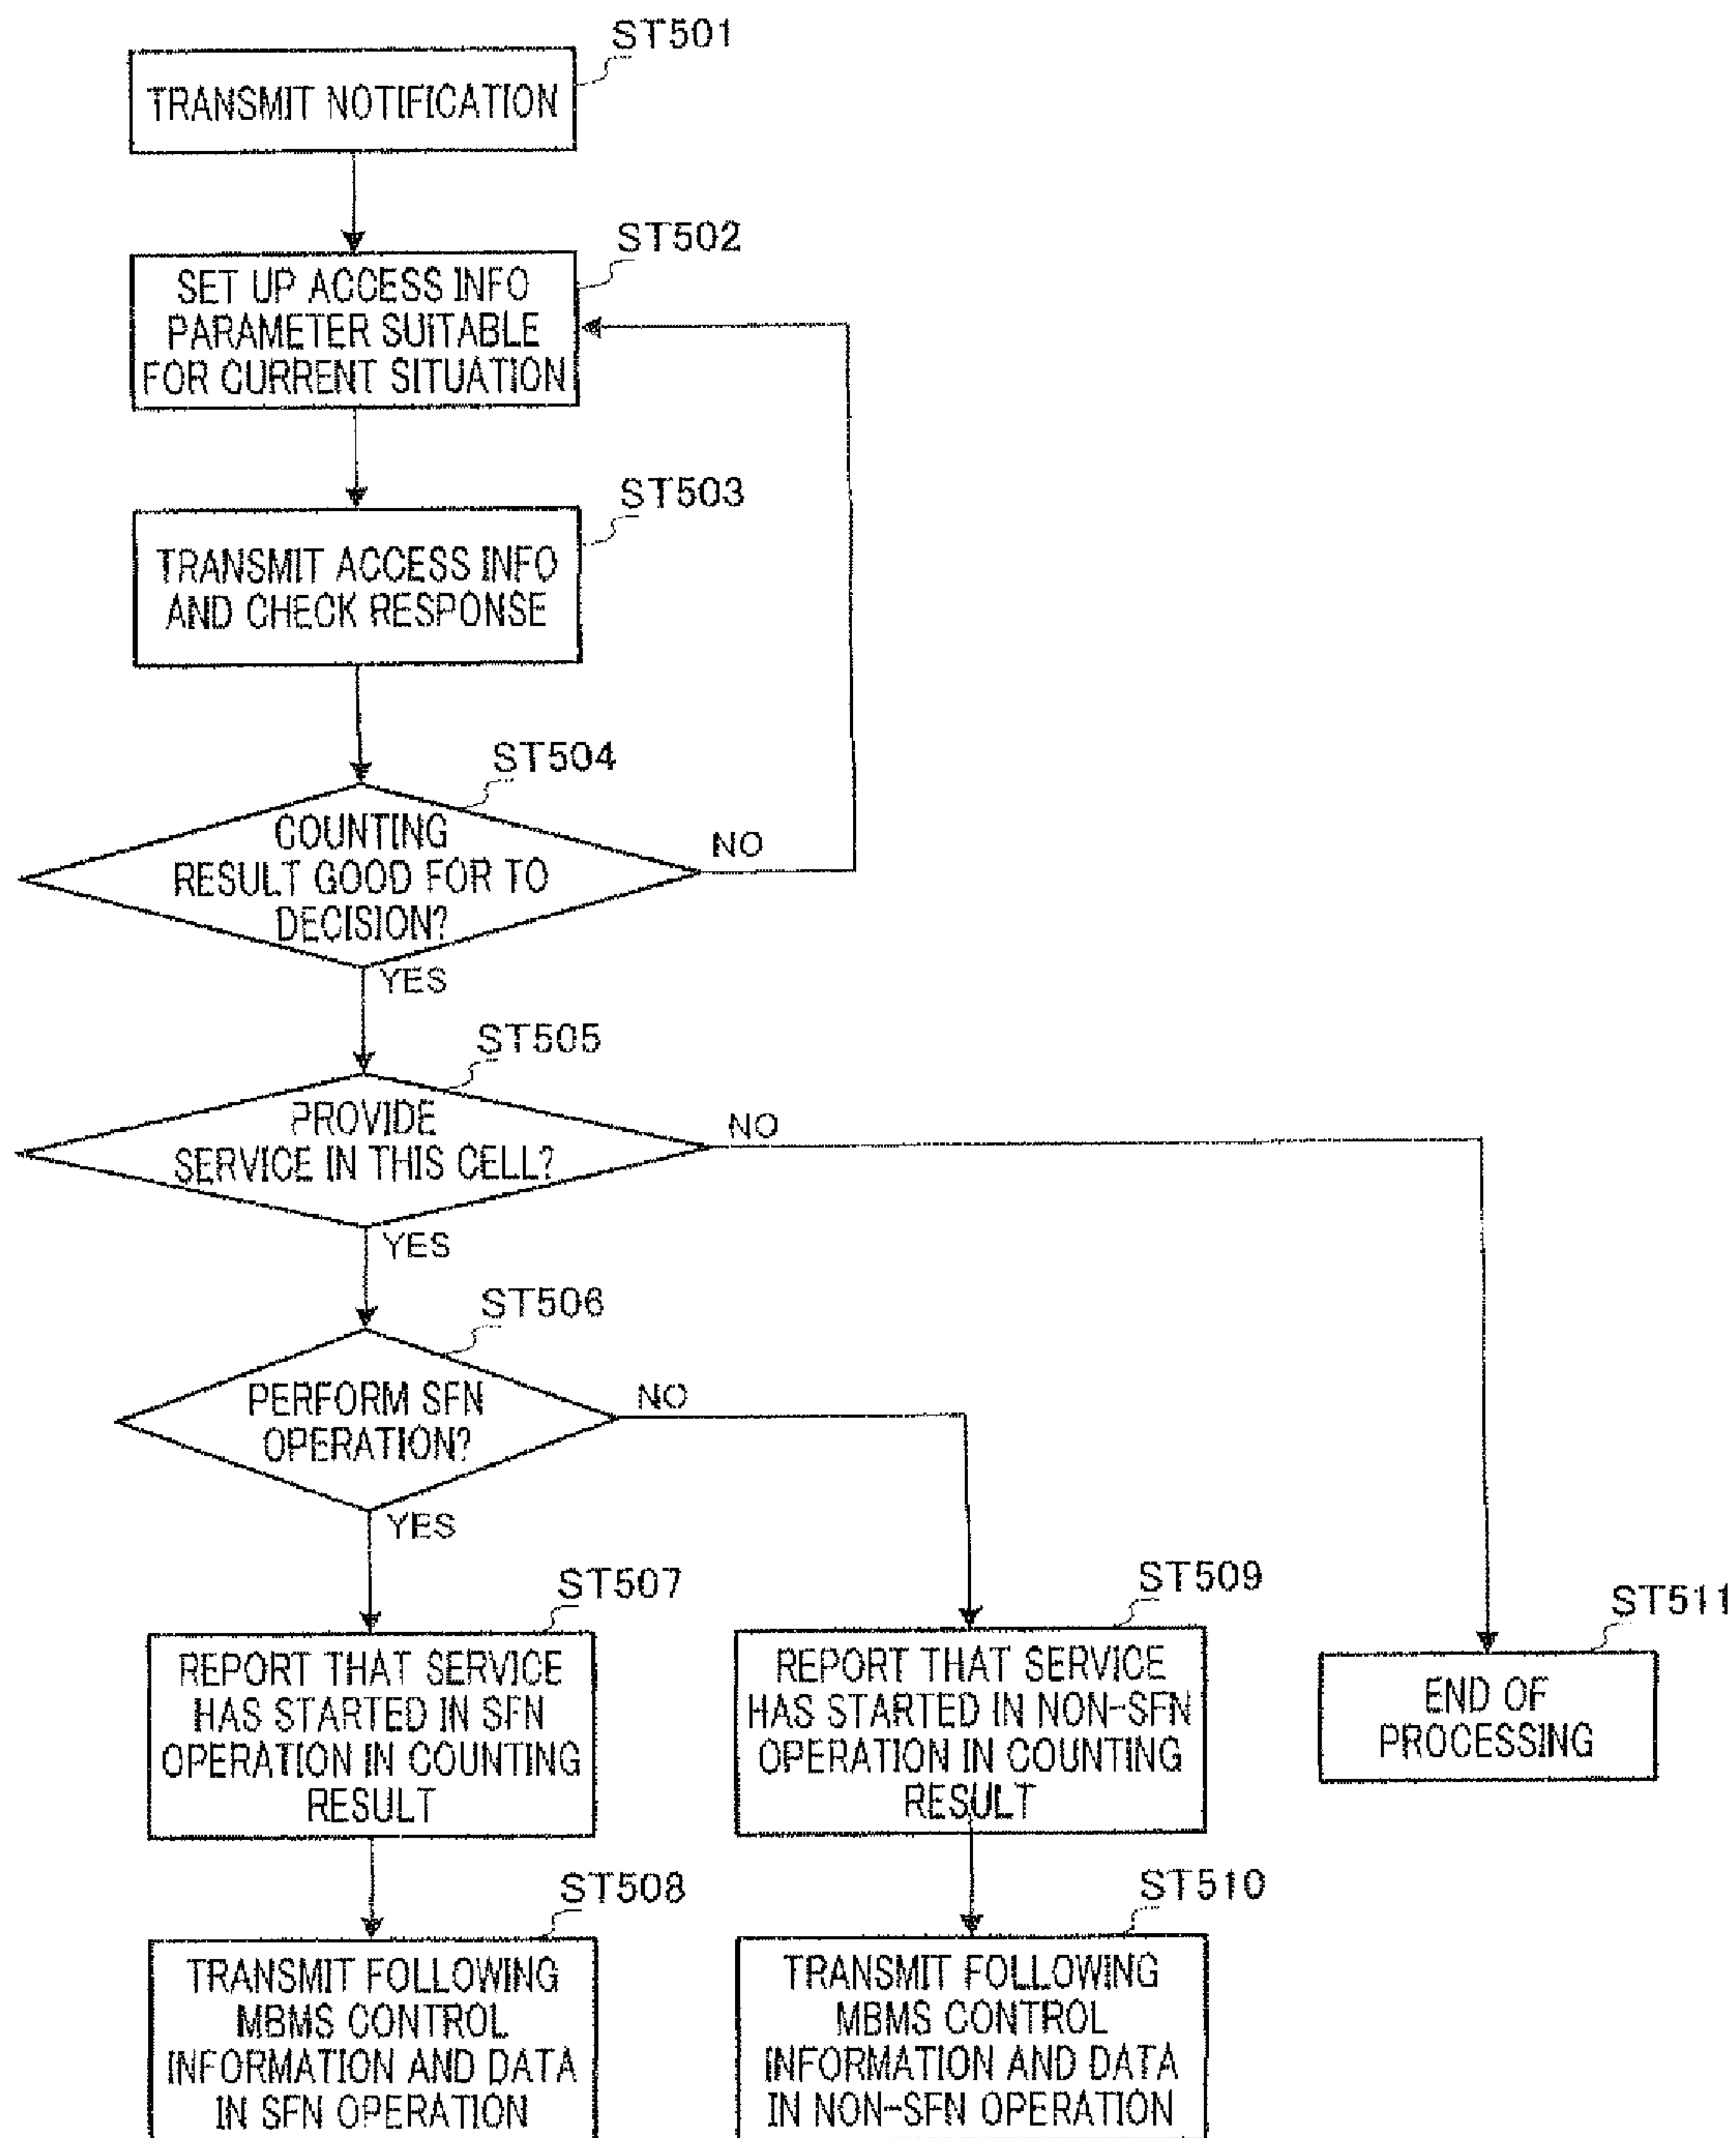 ST501
TRANSMIT NOTIFICATION
ST502
SET UP ACCESS INFO
PARAMETER SUITABLE
FOR CURRENT SITUATION
ST503
TRANSMIT ACCESS INFO
AND CHECK RESPONSE
ST504
COUNTING
RESULT GOOD FOR TO
DECISION?
NO
YES
ST505
PROVIDE
SERVICE IN THIS CELL?
NO
YES
ST506
PERFORM SFN
OPERATION?
NO
YES
ST507
REPORT THAT SERVICE
HAS STARTED IN SFN
OPERATION IN COUNTING
RESULT
ST509
REPORT THAT SERVICE
HAS STARTED IN NON-SFN
OPERATION IN COUNTING
RESULT
ST511
END OF
PROCESSING
ST508
TRANSMIT FOLLOWING
MBMS CONTROL
INFORMATION AND DATA
IN SFN OPERATION
ST510
TRANSMIT FOLLOWING
MBMS CONTROL
INFORMATION AND DATA
IN NON-SFN OPERATION